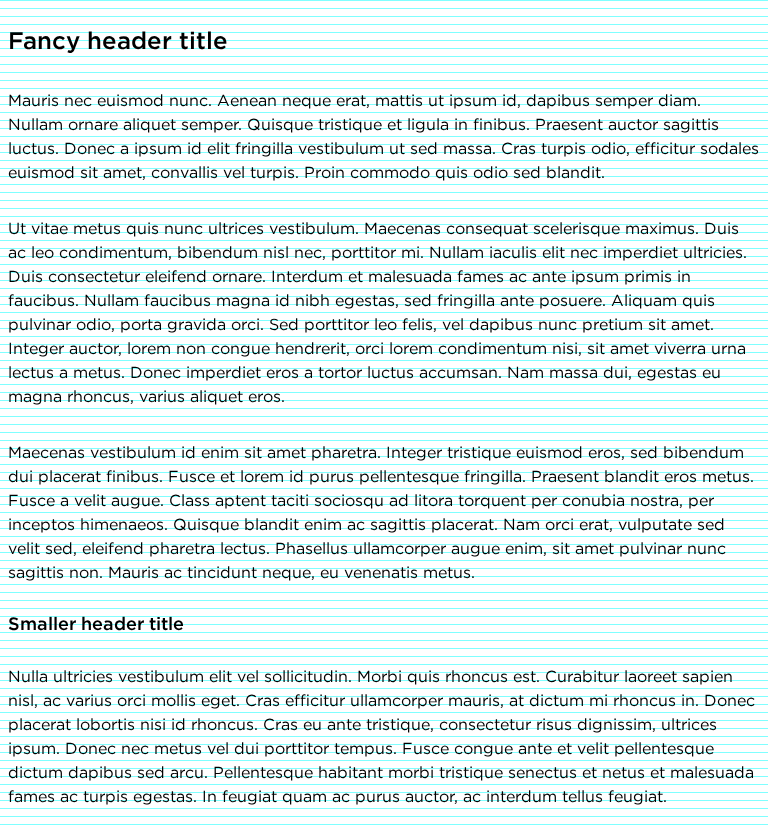 Fancy header title
Mauris nec euismod nunc. Aenean neque erat, mattis ut ipsum id, dapibus semper diam.
Nullam ornare aliquet semper. Quisque tristique et ligula in finibus. Praesent auctor sagittis
luctus. Donec a ipsum id elit fringilla vestibulum ut sed massa. Cras turpis odio, efficitur sodales
euismod sit amet, convallis vel turpis. Proin commodo quis odio sed blandit.
Ut vitae metus quis nunc ultrices vestibulum. Maecenas consequat scelerisque maximus. Duis
ac leo condimentum, bibendum nisl nec, porttitor mi. Nullam iaculis elit nec imperdiet ultricies.
Duis consectetur eleifend ornare. Interdum et malesuada fames ac ante ipsum primis in
faucibus. Nullam faucibus magna id nibh egestas, sed fringilla ante posuere. Aliquam quis
pulvinar odio, porta gravida orci. Sed porttitor leo felis, vel dapibus nunc pretium sit amet.
Integer auctor, lorem non congue hendrerit, orci lorem condimentum nisi, sit amet viverra urna
lectus a metus. Donec imperdiet eros a tortor luctus accumsan. Nam massa dui, egestas eu
magna rhoncus, varius aliquet eros.
Maecenas vestibulum id enim sit amet pharetra. Integer tristique euismod eros, sed bibendum
dui placerat finibus. Fusce et lorem id purus pellentesque fringilla. Praesent blandit eros metus.
Fusce a velit augue. Class aptent taciti sociosqu ad litora torquent per conubia nostra, per
inceptos himenaeos. Quisque blandit enim ac sagittis placerat. Nam orci erat, vulputate sed
velit sed, eleifend pharetra lectus. Phasellus ullamcorper augue enim, sit amet pulvinar nunc
sagittis non. Mauris ac tincidunt neque, eu venenatis metus.
Smaller header title
Nulla ultricies vestibulum elit vel sollicitudin. Morbi quis rhoncus est. Curabitur laoreet sapien
nisl, ac varius orci mollis eget. Cras efficitur ullamcorper mauris, at dictum mi rhoncus in. Donec
placerat lobortis nisi id rhoncus. Cras eu ante tristique, consectetur risus dignissim, ultrices
ipsum. Donec nec metus vel dui porttitor tempus. Fusce congue ante et velit pellentesque
dictum dapibus sed arcu. Pellentesque habitant morbi tristique senectus et netus et malesuada
fames ac turpis egestas. In feugiat quam ac purus auctor, ac interdum tellus feugiat.